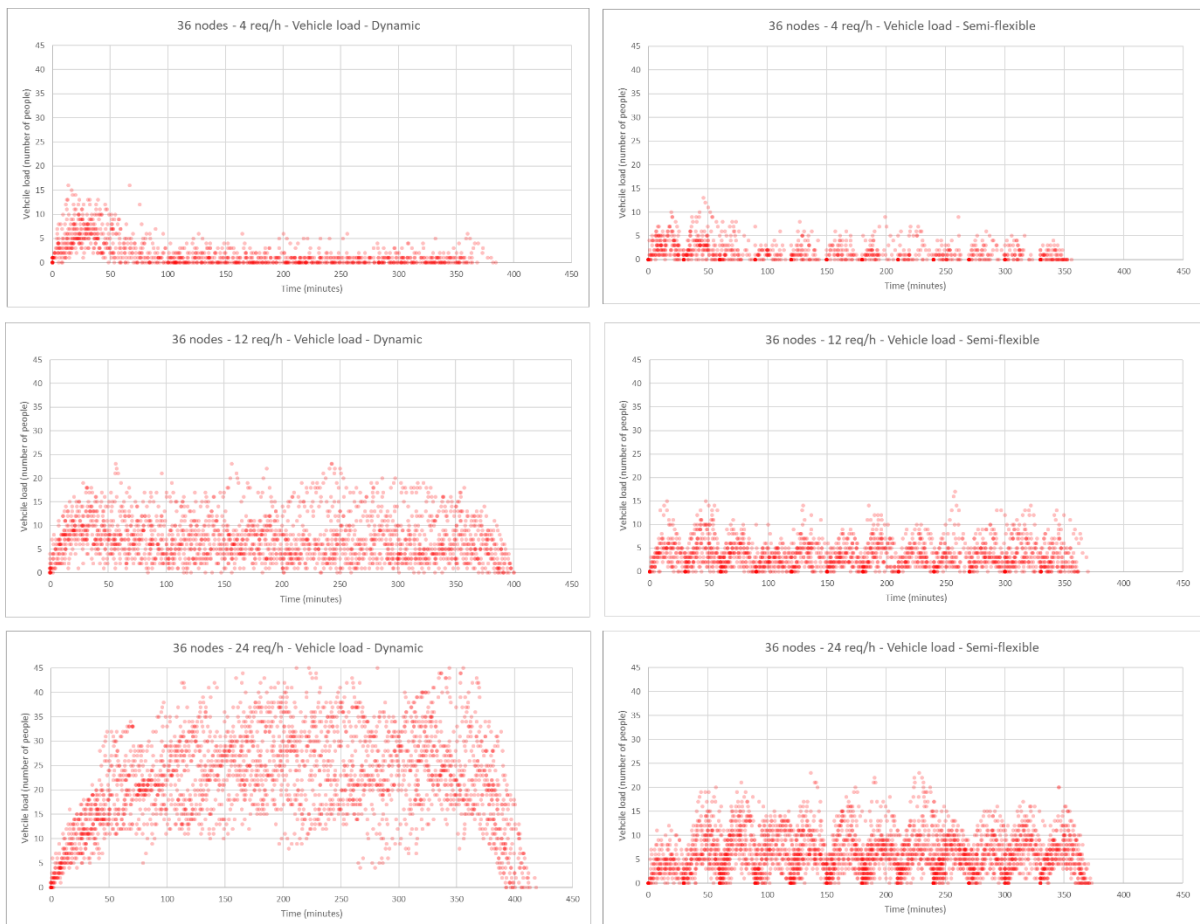 36 nodes - 4 req/h - Vehicle load - Dynamic
Vehcile load (number of people)
45
40
35
30
25
20
15
10
5
0
0 50 100 150 200 250 300 350 400 450
Time (minutes)
36 nodes - 4 req/h - Vehicle load - Semi-flexible
Vehcile load (number of people)
45
40
35
30
25
20
15
10
5
0
0 50 100 150 200 250 300 350 400 450
Time (minutes)
36 nodes - 12 req/h - Vehicle load - Dynamic
Vehcile load (number of people)
45
40
35
30
25
20
15
10
5
0
0 50 100 150 200 250 300 350 400 450
Time (minutes)
36 nodes - 12 req/h - Vehicle load - Semi-flexible
Vehcile load (number of people)
45
40
35
30
25
20
15
10
5
0
0 50 100 150 200 250 300 350 400 450
Time (minutes)
36 nodes - 24 req/h - Vehicle load - Dynamic
Vehcile load (number of people)
45
40
35
30
25
20
15
10
5
0
0 50 100 150 200 250 300 350 400 450
Time (minutes)
36 nodes - 24 req/h - Vehicle load - Semi-flexible
Vehcile load (number of people)
45
40
35
30
25
20
15
10
5
0
0 50 100 150 200 250 300 350 400 450
Time (minutes)